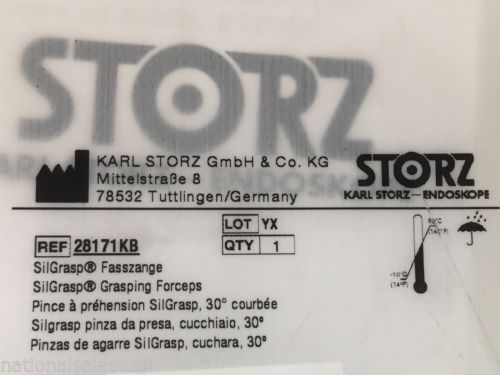 STORZ
KARL STORZ GmbH & Co. KG
Mittelstraße 8
78532 Tuttlingen/Germany
STORZ
KARL STORZ—ENDOSKOPE
LOT YX
REF 28171KB
QTY 1
60°C
(140°F)
-10°C
(14°F)
SilGrasp® Fasszange
SilGrasp® Grasping Forceps
Pince à préhension SilGrasp, 30° courbée
Silgrasp pinza da presa, cucchiaio, 30°
Pinzas de agarre SilGrasp, cuchara, 30°
nationalsalesazal